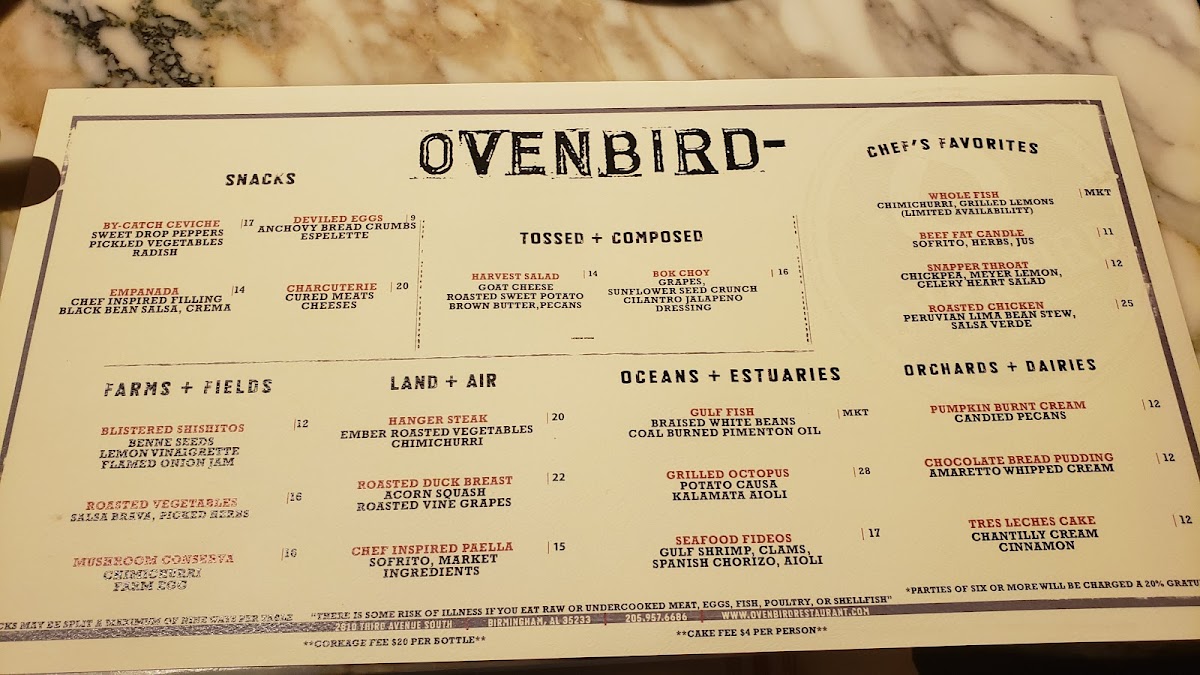 OVENBIRD-
SNACKS
BY-CATCH CEVICHE |17
SWEET DROP PEPPERS
PICKLED VEGETABLES
RADISH
DEVILED EGGS |9
ANCHOVY BREAD CRUMBS
ESPELETTE
EMPANADA |14
CHEF INSPIRED FILLING
BLACK BEAN SALSA, CREMA
CHARCUTERIE | 20
CURED MEATS
CHEESES
TOSSED + COMPOSED
HARVEST SALAD | 14
GOAT CHEESE
ROASTED SWEET POTATO
BROWN BUTTER,PECANS
BOK CHOY | 16
GRAPES,
SUNFLOWER SEED CRUNCH
CILANTRO JALAPENO
DRESSING
CHEF'S FAVORITES
WHOLE FISH | MKT
CHIMICHURRI, GRILLED LEMONS
(LIMITED AVAILABILITY)
BEEF FAT CANDLE | 11
SOFRITO, HERBS, JUS
SNAPPER THROAT | 12
CHICKPEA, MEYER LEMON,
CELERY HEART SALAD
ROASTED CHICKEN | 25
PERUVIAN LIMA BEAN STEW,
SALSA VERDE
FARMS + FIELDS
BLISTERED SHISHITOS |12
BENNE SEEDS
LEMON VINAIGRETTE
FLAMED ONION JAM
ROASTED VEGETABLES |16
SALSA BRAVA, PICKED HERBS
MUSHROOM CONSERVA |16
CHIMICHURRI
FARM EGG
LAND + AIR
HANGER STEAK | 20
EMBER ROASTED VEGETABLES
CHIMICHURRI
ROASTED DUCK BREAST | 22
ACORN SQUASH
ROASTED VINE GRAPES
CHEF INSPIRED PAELLA | 15
SOFRITO, MARKET
INGREDIENTS
OCEANS + ESTUARIES
GULF FISH | MKT
BRAISED WHITE BEANS
COAL BURNED PIMENTON OIL
GRILLED OCTOPUS | 28
POTATO CAUSA
KALAMATA AIOLI
SEAFOOD FIDEOS | 17
GULF SHRIMP, CLAMS,
SPANISH CHORIZO, AIOLI
ORCHARDS + DAIRIES
PUMPKIN BURNT CREAM | 12
CANDIED PECANS
CHOCOLATE BREAD PUDDING | 12
AMARETTO WHIPPED CREAM
TRES LECHES CAKE | 12
CHANTILLY CREAM
CINNAMON
MAY BE SPLIT A MAXIMUM OF NINE WAYS PER TABLE "THERE IS SOME RISK OF ILLNESS IF YOU EAT RAW OR UNDERCOOKED MEAT, EGGS, FISH, POULTRY, OR SHELLFISH" *PARTIES OF SIX OR MORE WILL BE CHARGED A 20%
2810 THIRD AVENUE SOUTH | BIRMINGHAM, AL 35233 | 205.957.6686 | WWW.OVENBIRDRESTAURANT.COM
**CORKAGE FEE $20 PER BOTTLE** **CAKE FEE $4 PER PERSON**